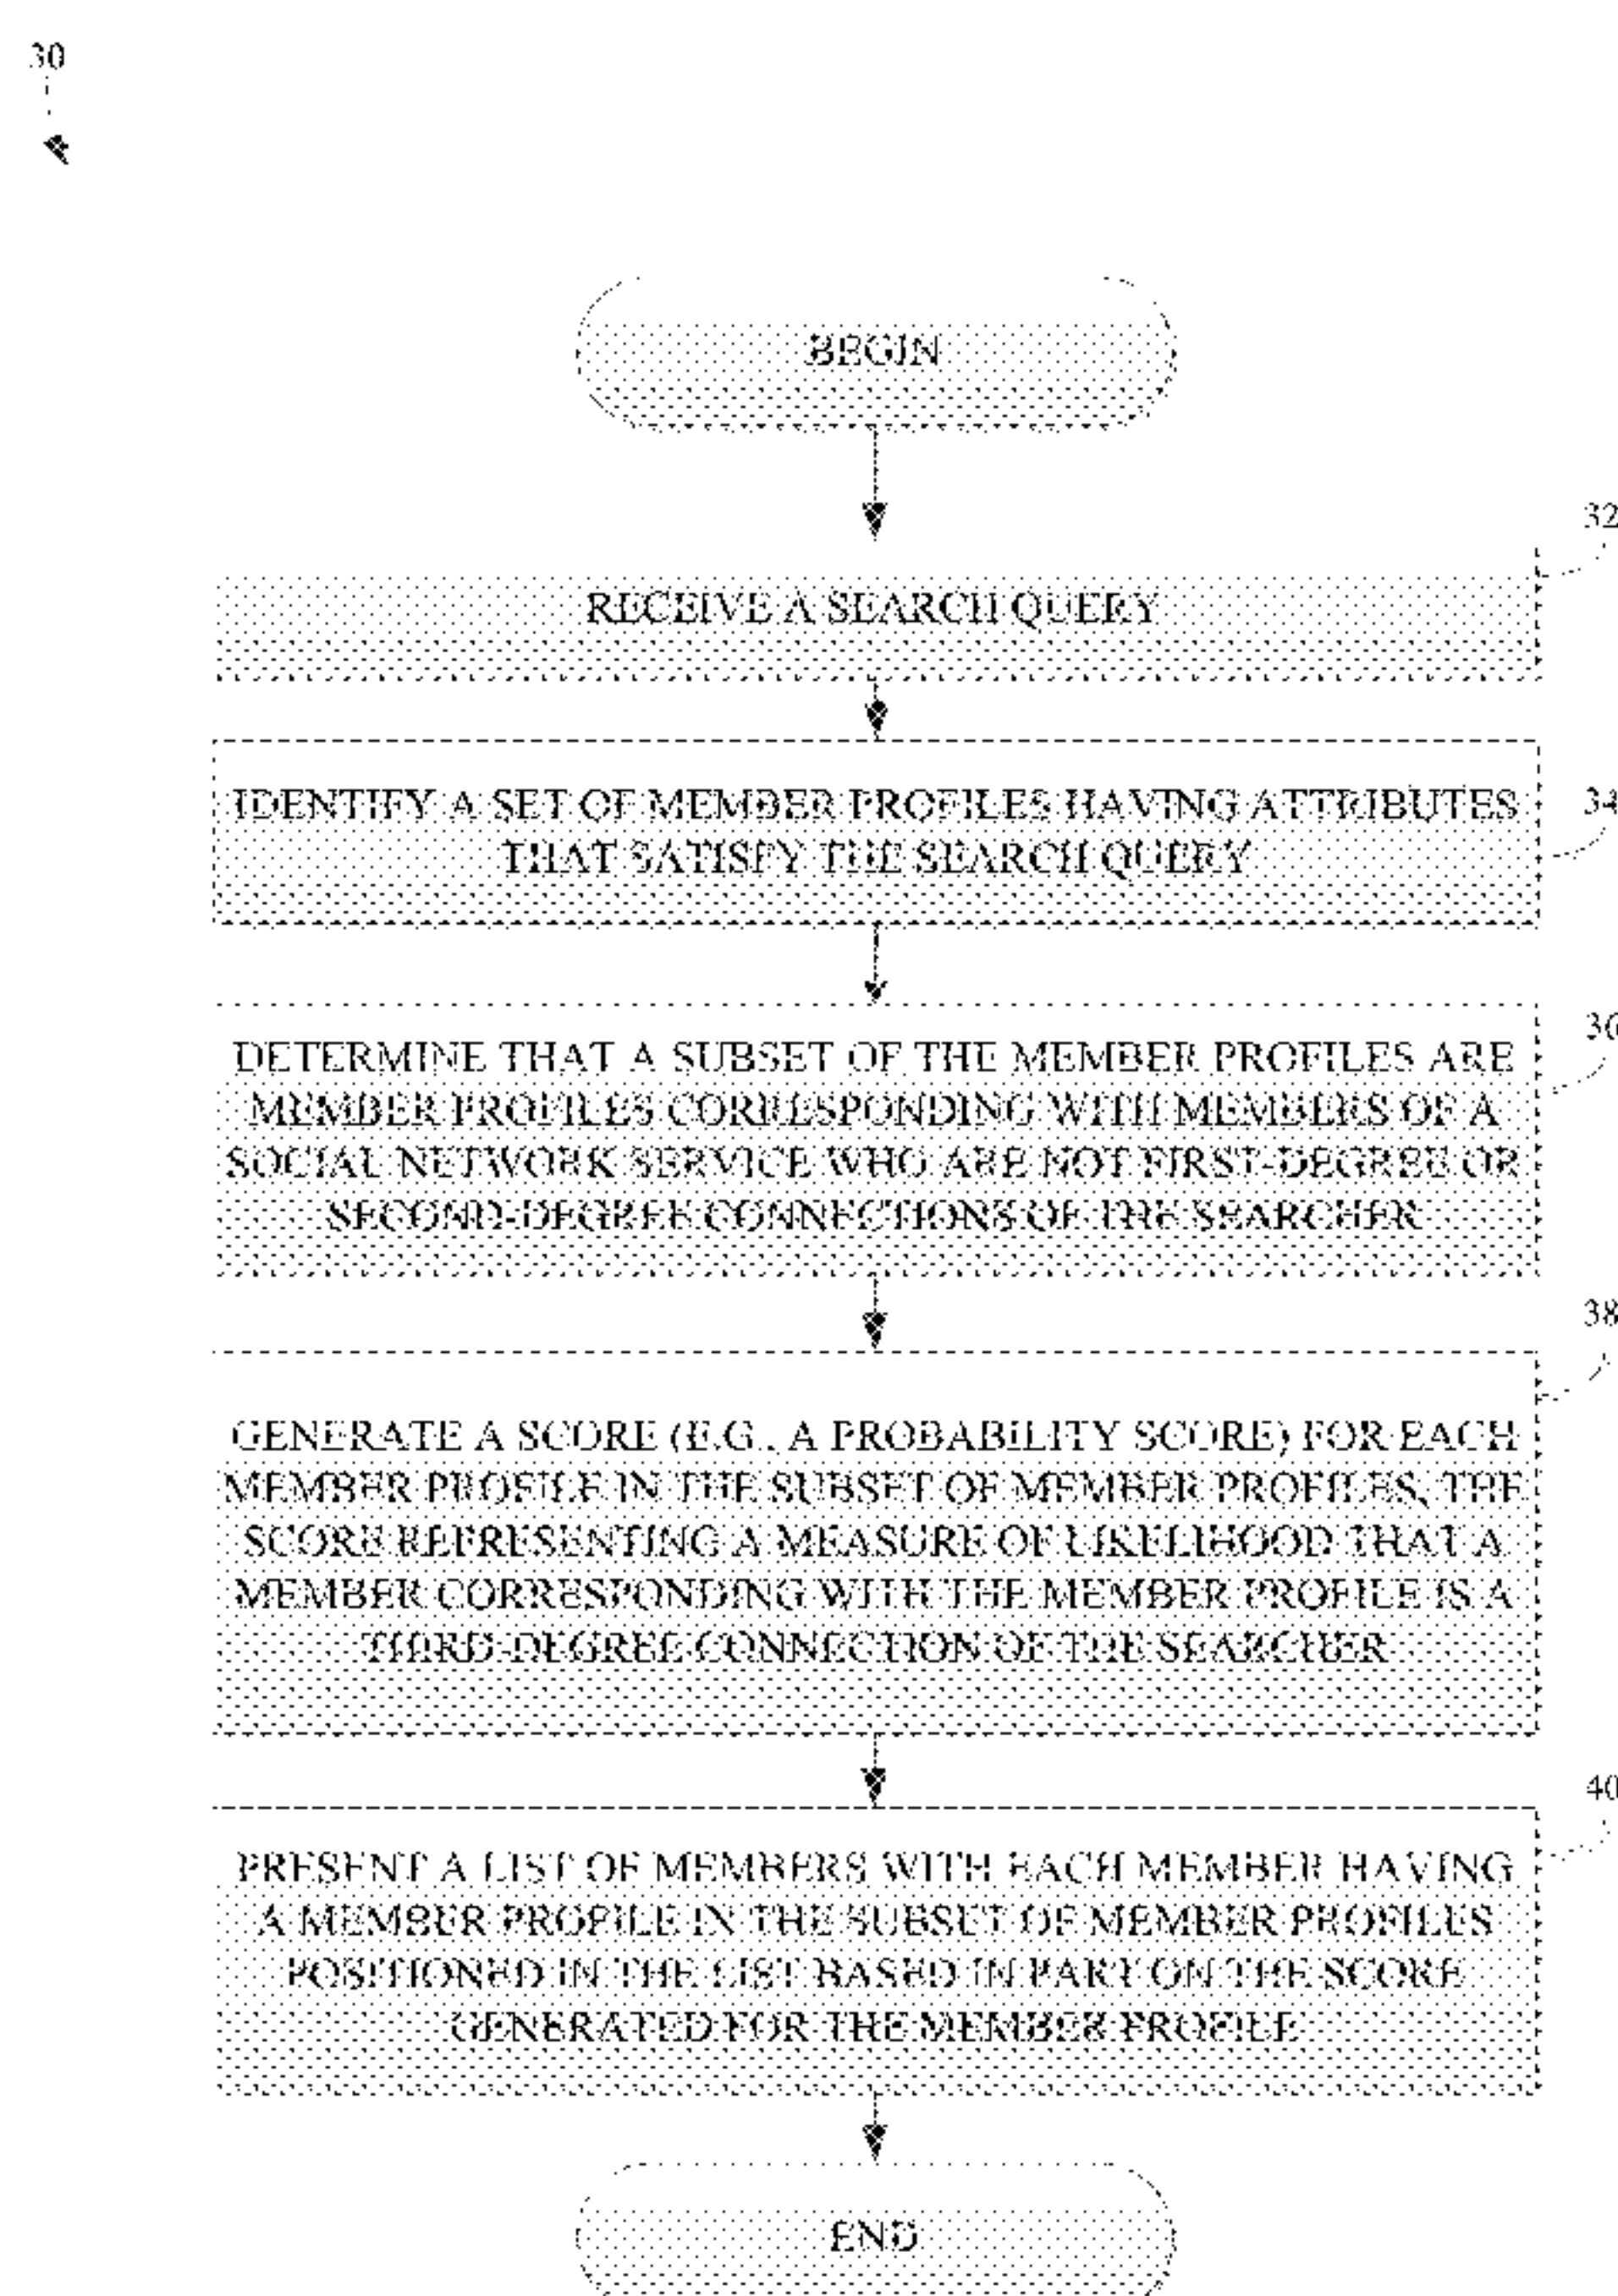 30
BEGIN
32
RECEIVE A SEARCH QUERY
34
IDENTIFY A SET OF MEMBER PROFILES HAVING ATTRIBUTES
THAT SATISFY THE SEARCH QUERY
36
DETERMINE THAT A SUBSET OF THE MEMBER PROFILES ARE
MEMBER PROFILES CORRESPONDING WITH MEMBERS OF A
SOCIAL NETWORK SERVICE WHO ARE NOT FIRST-DEGREE OR
SECOND-DEGREE CONNECTIONS OF THE SEARCHER
38
GENERATE A SCORE (E.G., A PROBABILITY SCORE) FOR EACH
MEMBER PROFILE IN THE SUBSET OF MEMBER PROFILES, THE
SCORE REPRESENTING A MEASURE OF LIKELIHOOD THAT A
MEMBER CORRESPONDING WITH THE MEMBER PROFILE IS A
THIRD-DEGREE CONNECTION OF THE SEARCHER
40
PRESENT A LIST OF MEMBERS WITH EACH MEMBER HAVING
A MEMBER PROFILE IN THE SUBSET OF MEMBER PROFILES
POSITIONED IN THE LIST BASED IN PART ON THE SCORE
GENERATED FOR THE MEMBER PROFILE
END